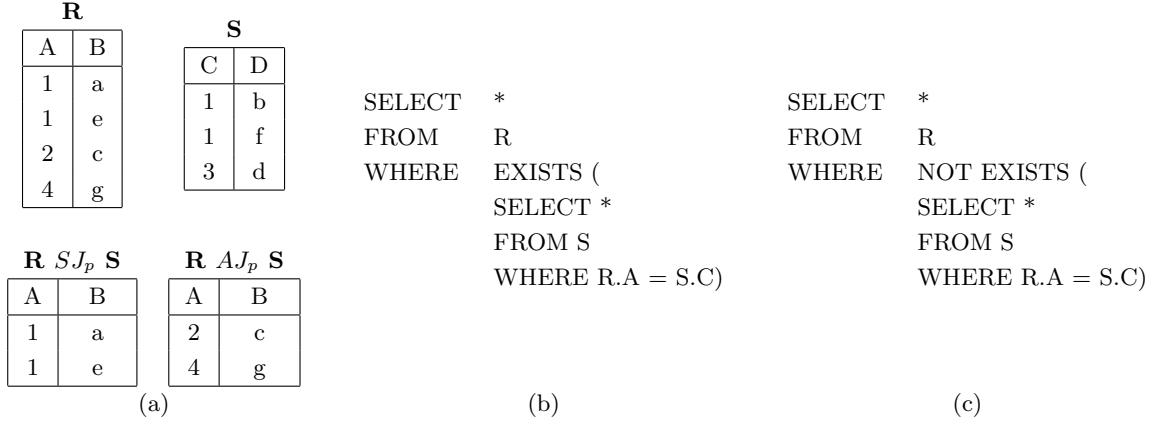 R
A B
1 a
1 e
2 c
4 g
S
C D
1 b
1 f
3 d
R SJp S
A B
1 a
1 e
R AJp S
A B
2 c
4 g
(a)
SELECT *
FROM R
WHERE EXISTS (
SELECT *
FROM S
WHERE R.A = S.C)
(b)
SELECT *
FROM R
WHERE NOT EXISTS (
SELECT *
FROM S
WHERE R.A = S.C)
(c)